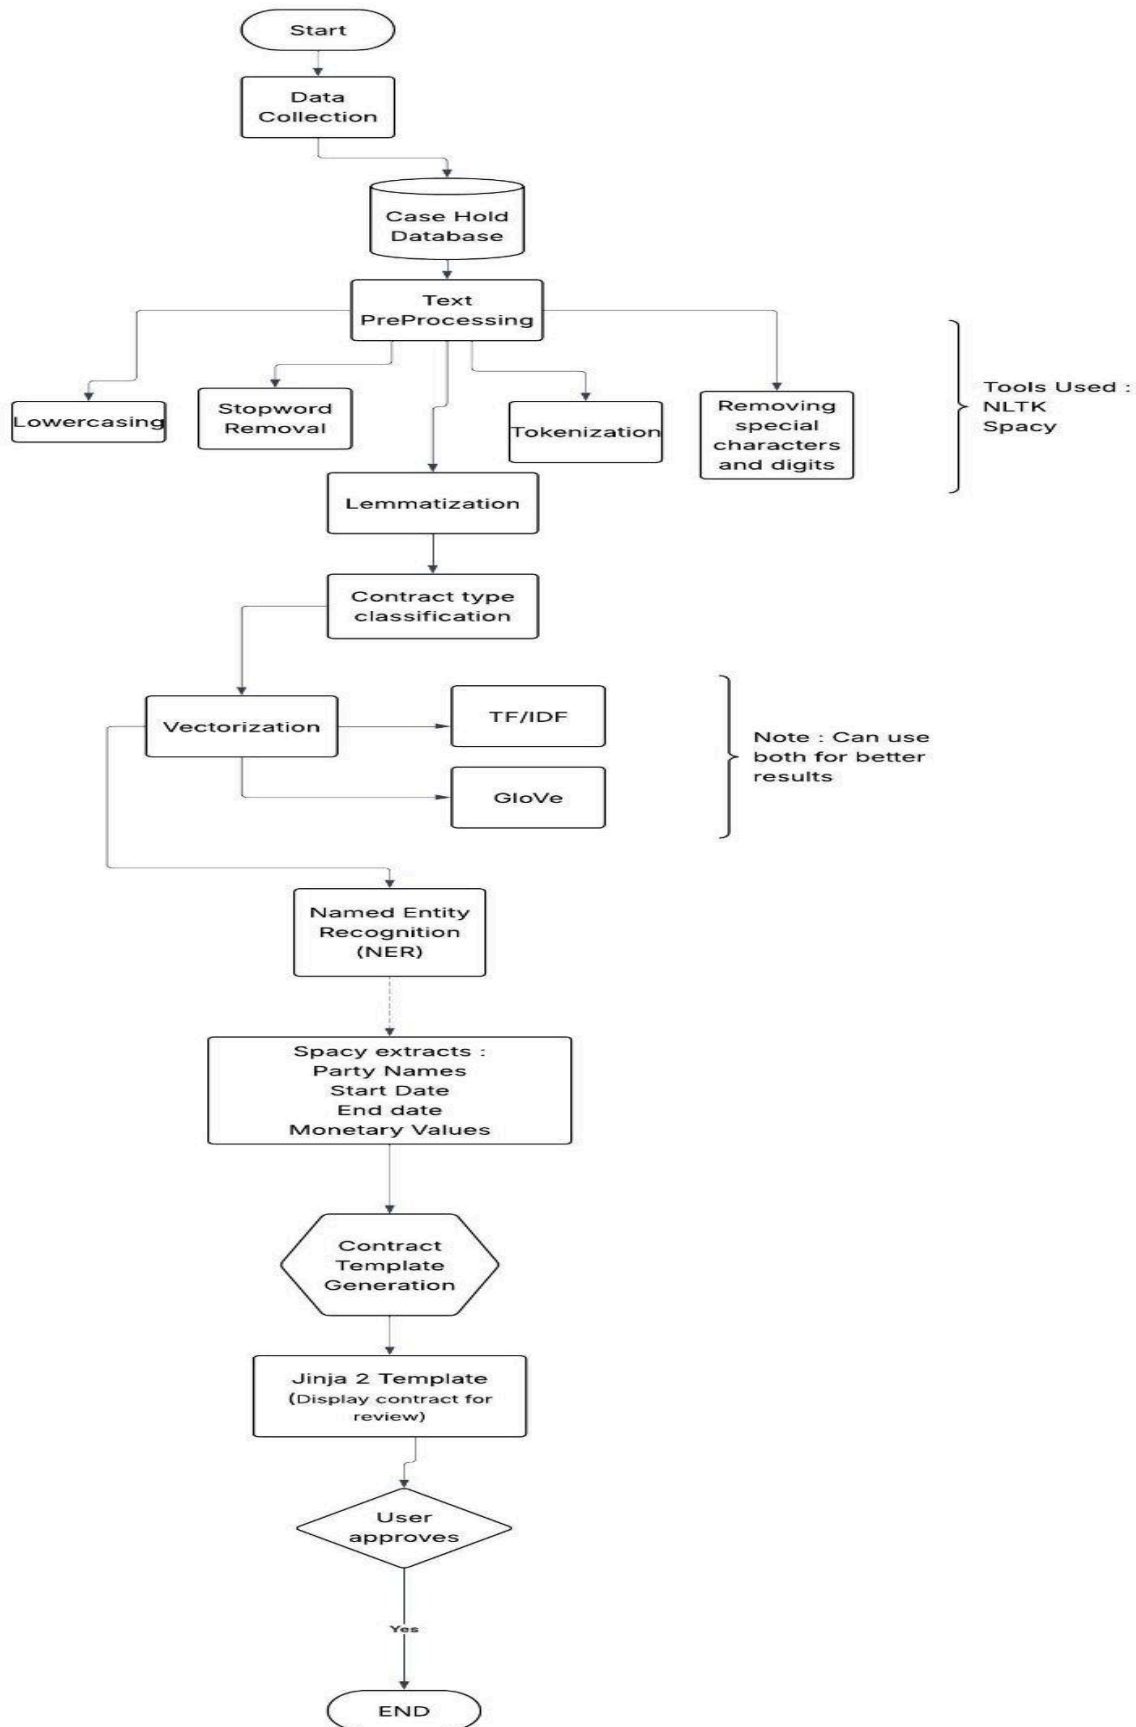 Start
Data
Collection
Case Hold
Database
Text
PreProcessing
Lowercasing
Stopword
Removal
Tokenization
Removing
special
characters
and digits
Tools Used :
NLTK
Spacy
Lemmatization
Contract type
classification
Vectorization
TF/IDF
GloVe
Note : Can use
both for better
results
Named Entity
Recognition
(NER)
Spacy extracts :
Party Names
Start Date
End date
Monetary Values
Contract
Template
Generation
Jinja 2 Template
(Display contract for
review)
User
approves
Yes
END